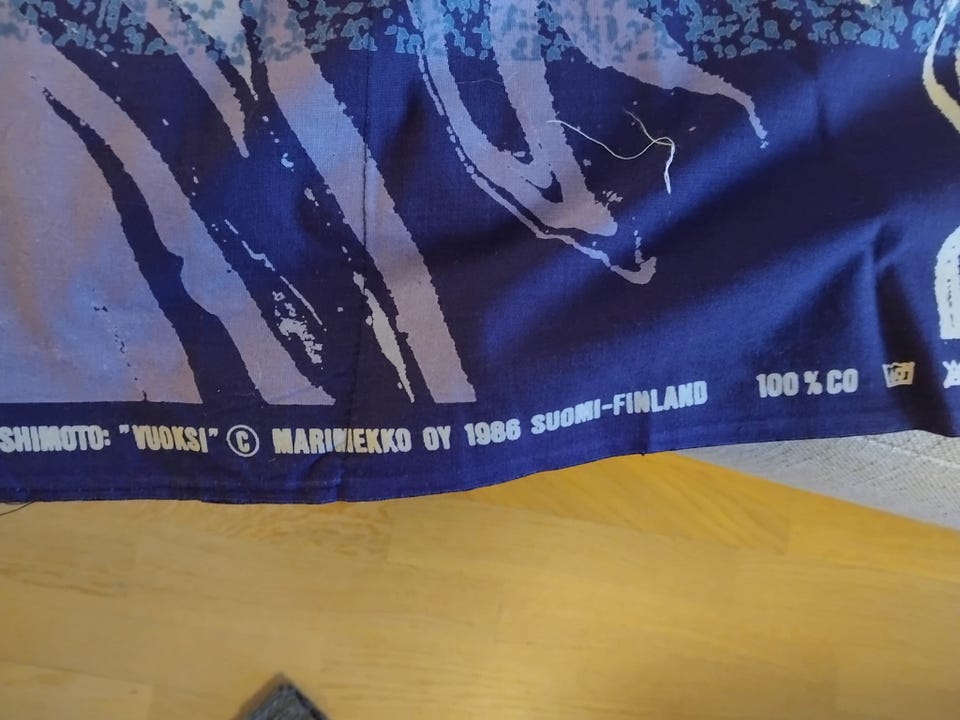 SHIMOTO: "VUOKSI" © MARIMEKKO OY 1986 SUOMI-FINLAND 100 % CO